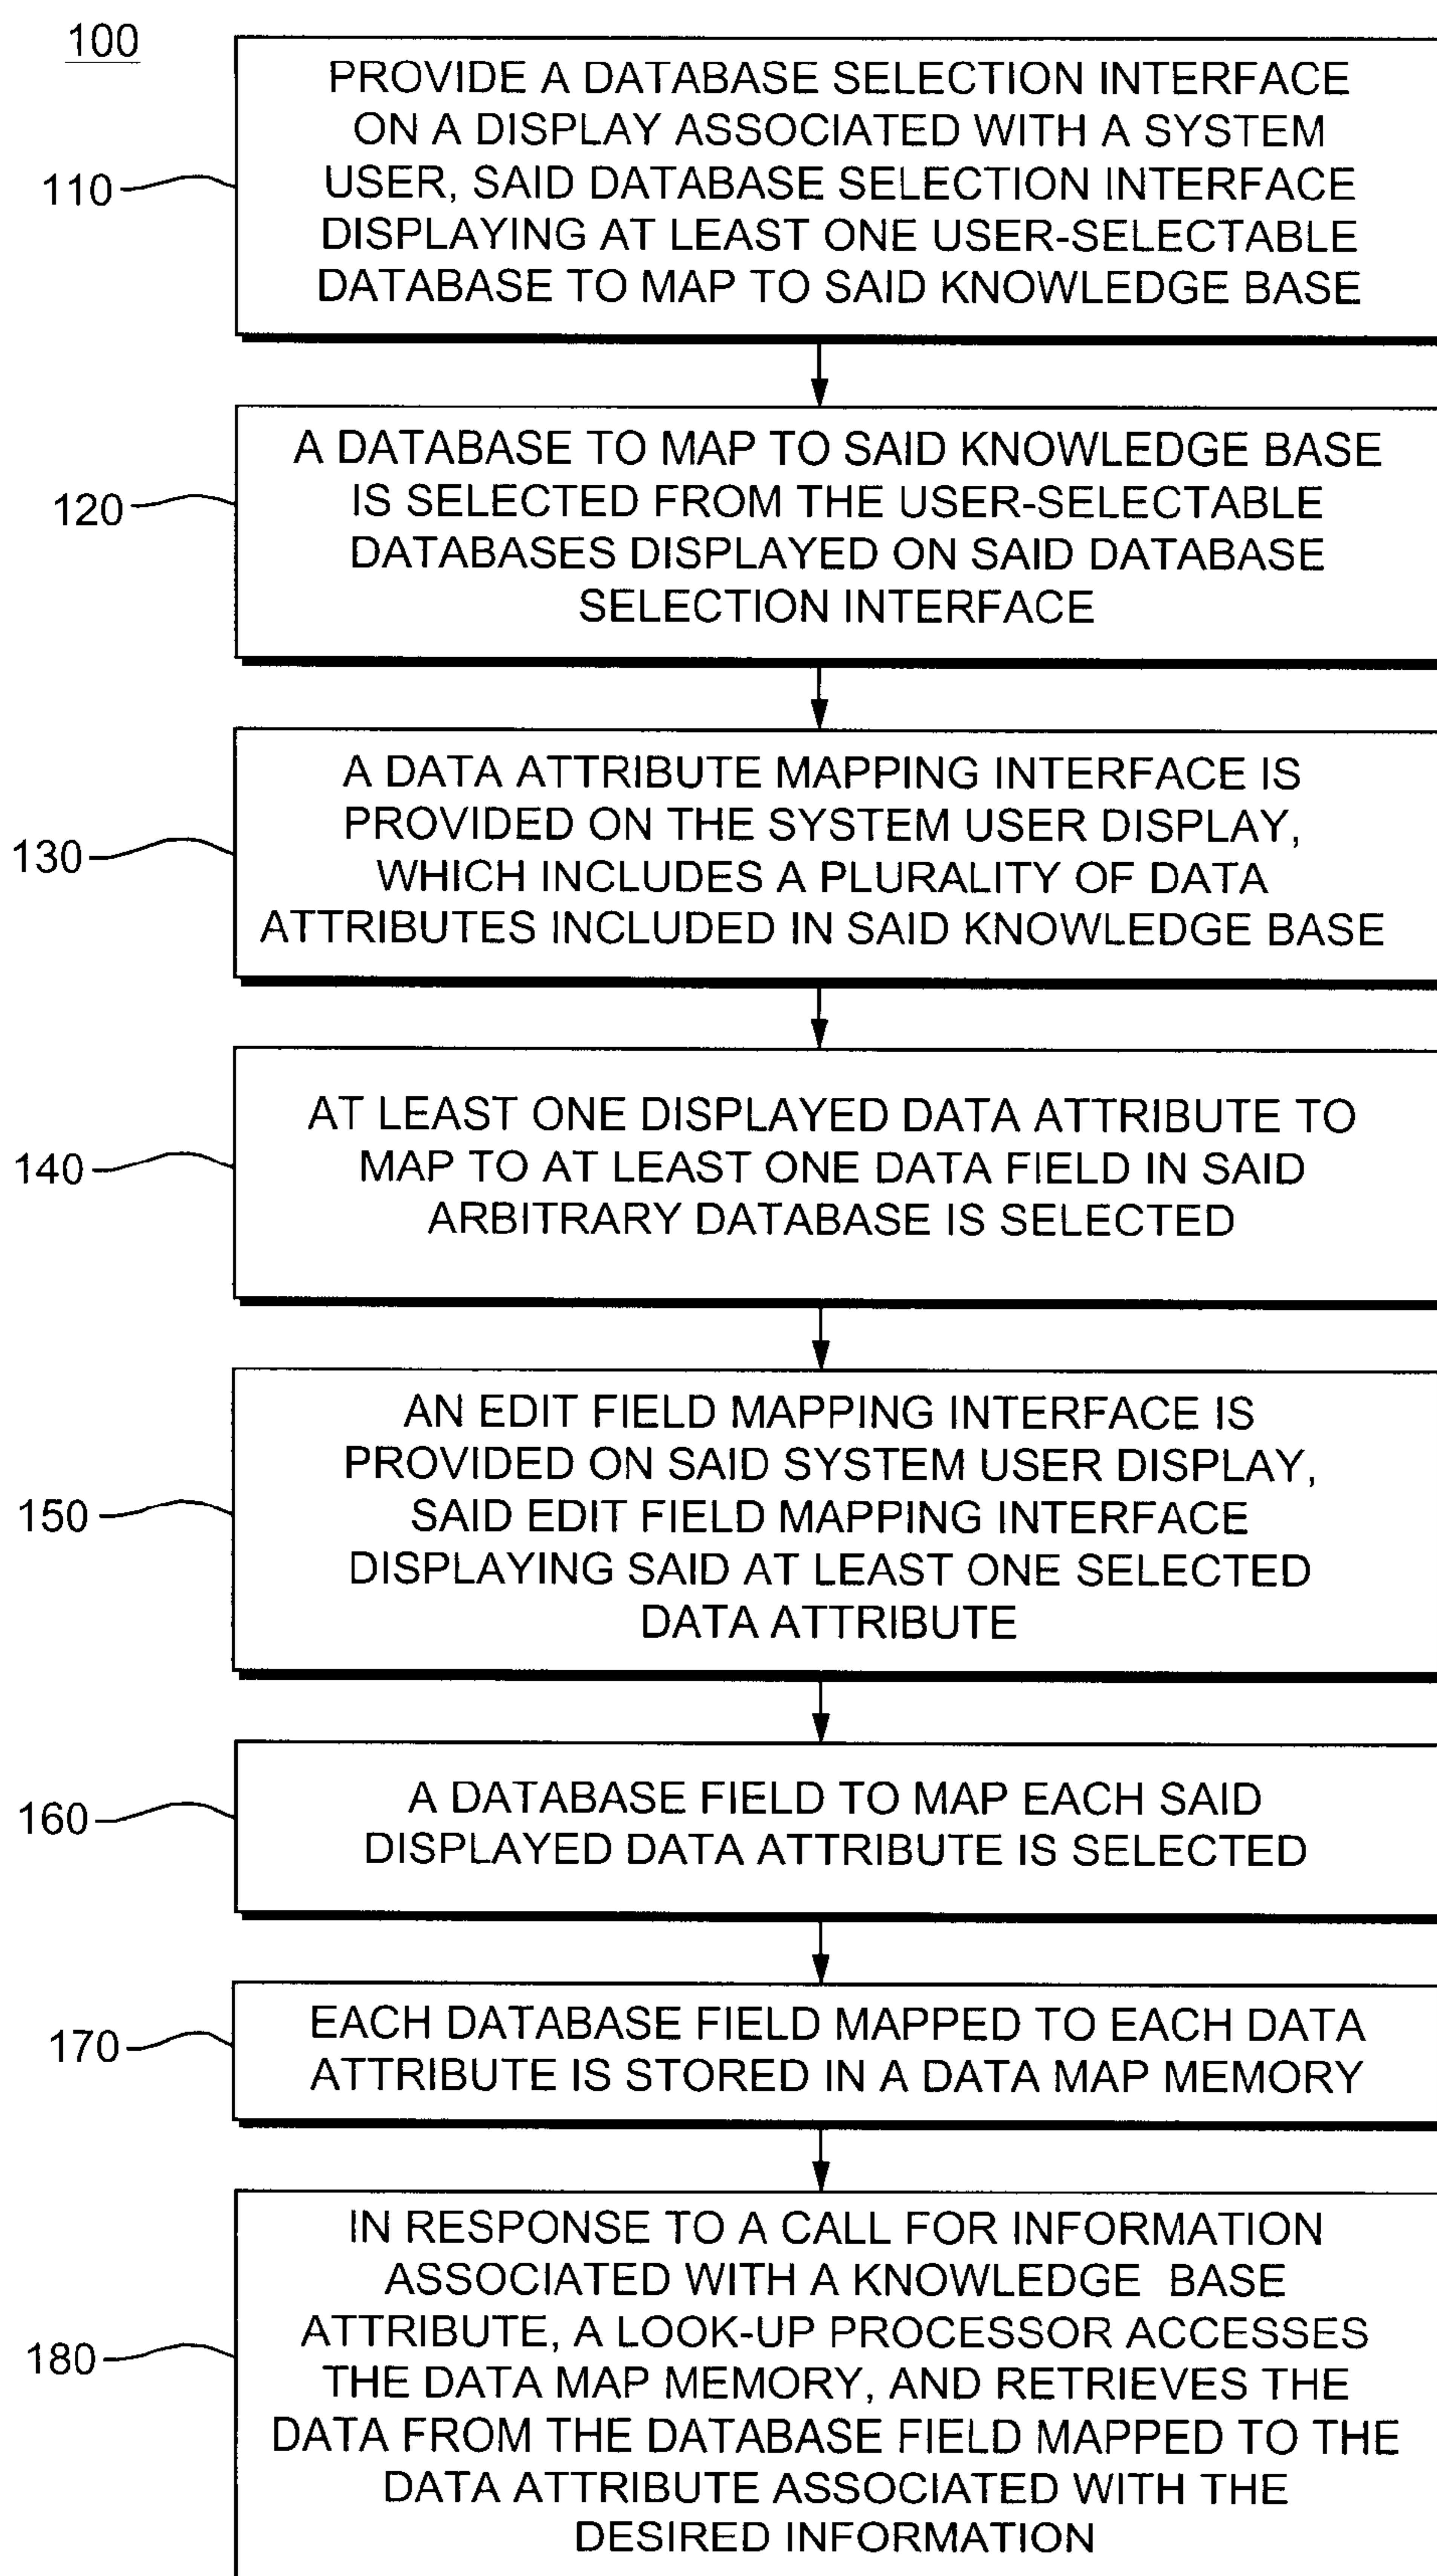 100
PROVIDE A DATABASE SELECTION INTERFACE
ON A DISPLAY ASSOCIATED WITH A SYSTEM
USER, SAID DATABASE SELECTION INTERFACE
DISPLAYING AT LEAST ONE USER-SELECTABLE
DATABASE TO MAP TO SAID KNOWLEDGE BASE
110
A DATABASE TO MAP TO SAID KNOWLEDGE BASE
IS SELECTED FROM THE USER-SELECTABLE
DATABASES DISPLAYED ON SAID DATABASE
SELECTION INTERFACE
120
A DATA ATTRIBUTE MAPPING INTERFACE IS
PROVIDED ON THE SYSTEM USER DISPLAY,
WHICH INCLUDES A PLURALITY OF DATA
ATTRIBUTES INCLUDED IN SAID KNOWLEDGE BASE
130
AT LEAST ONE DISPLAYED DATA ATTRIBUTE TO
MAP TO AT LEAST ONE DATA FIELD IN SAID
ARBITRARY DATABASE IS SELECTED
140
AN EDIT FIELD MAPPING INTERFACE IS
PROVIDED ON SAID SYSTEM USER DISPLAY,
SAID EDIT FIELD MAPPING INTERFACE
DISPLAYING SAID AT LEAST ONE SELECTED
DATA ATTRIBUTE
150
A DATABASE FIELD TO MAP EACH SAID
DISPLAYED DATA ATTRIBUTE IS SELECTED
160
EACH DATABASE FIELD MAPPED TO EACH DATA
ATTRIBUTE IS STORED IN A DATA MAP MEMORY
170
IN RESPONSE TO A CALL FOR INFORMATION
ASSOCIATED WITH A KNOWLEDGE BASE
ATTRIBUTE, A LOOK-UP PROCESSOR ACCESSES
THE DATA MAP MEMORY, AND RETRIEVES THE
DATA FROM THE DATABASE FIELD MAPPED TO THE
DATA ATTRIBUTE ASSOCIATED WITH THE
DESIRED INFORMATION
180